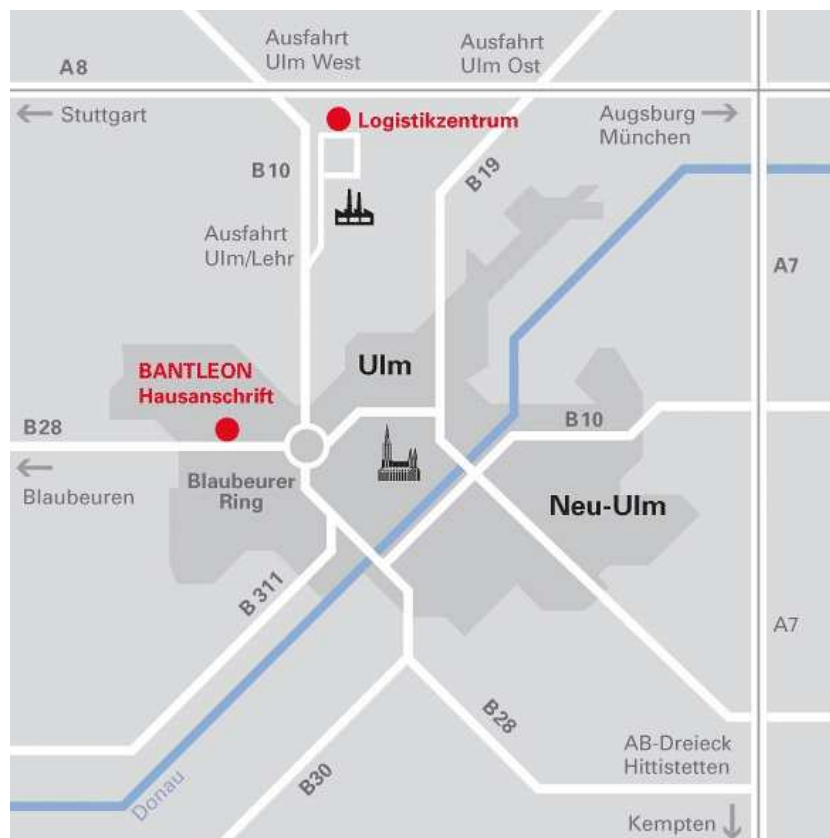 Ausfahrt
Ulm West
Ausfahrt
Ulm Ost
A8
Stuttgart
Logistikzentrum
Augsburg
München
B10
B19
Ausfahrt
Ulm/Lehr
A7
BANTLEON
Hausanschrift
Ulm
B28
B10
Blaubeuren
Blaubeurer
Ring
Neu-Ulm
B311
A7
B28
AB-Dreieck
Hittistetten
B30
Donau
Kempten